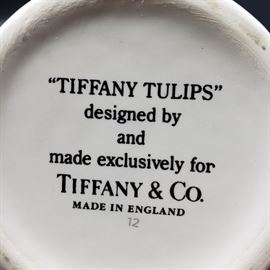 “TIFFANY TULIPS”
designed by
and
made exclusively for
TIFFANY & CO.
MADE IN ENGLAND
12